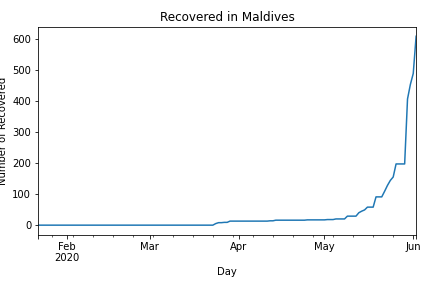 Recovered in Maldives
Number of Recovered
600
500
400
300
200
100
0
Feb
2020
Mar
Apr
May
Jun
Day